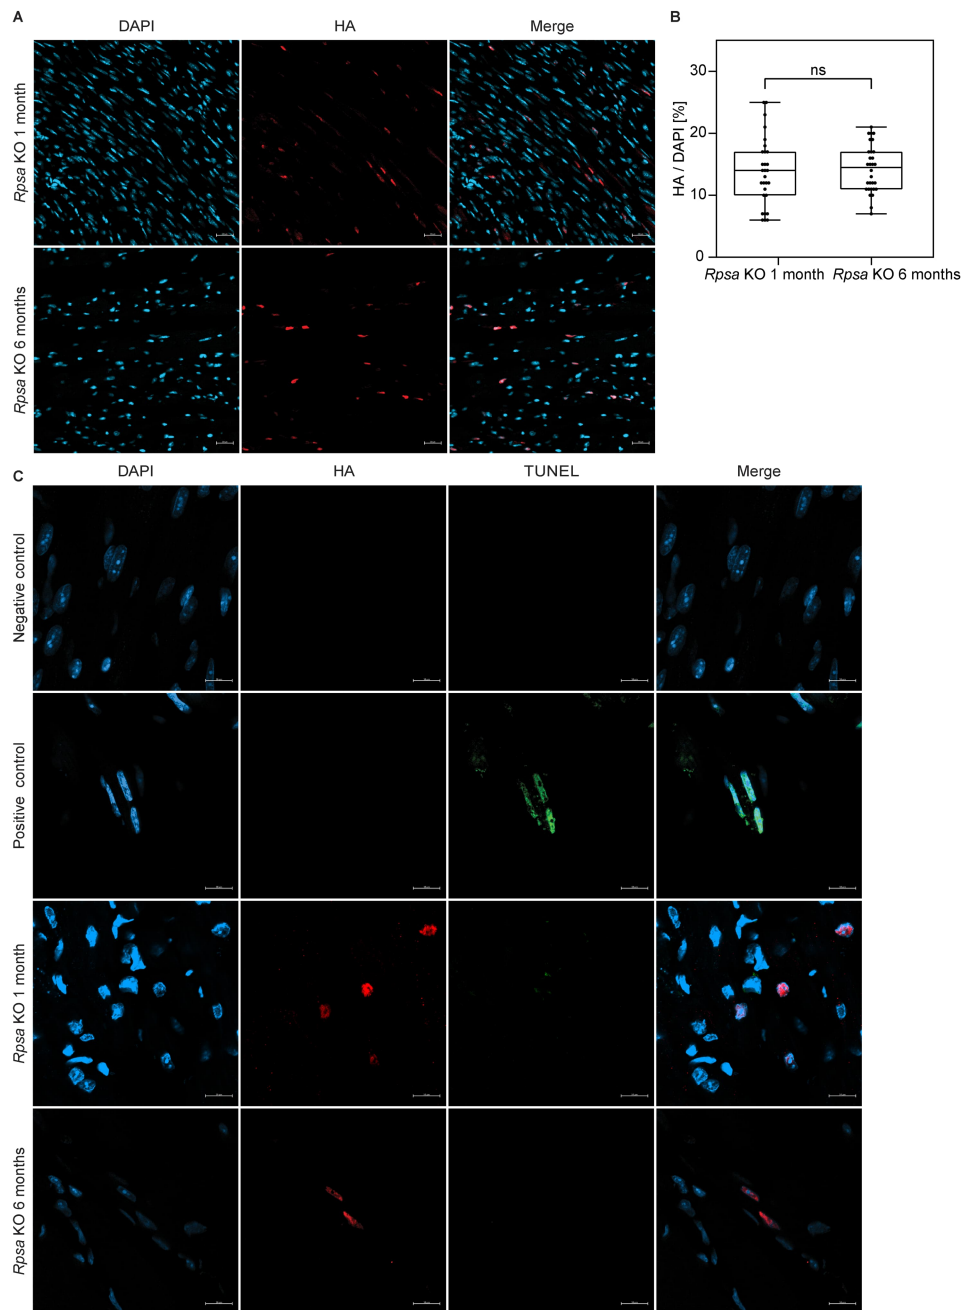 A
DAPI
HA
Merge
Rpsa KO 1 month
Rpsa KO 6 months
B
HA / DAPI [%]
30
20
10
0
ns
Rpsa KO 1 month
Rpsa KO 6 months
C
DAPI
HA
TUNEL
Merge
Negative control
Positive control
Rpsa KO 1 month
Rpsa KO 6 months